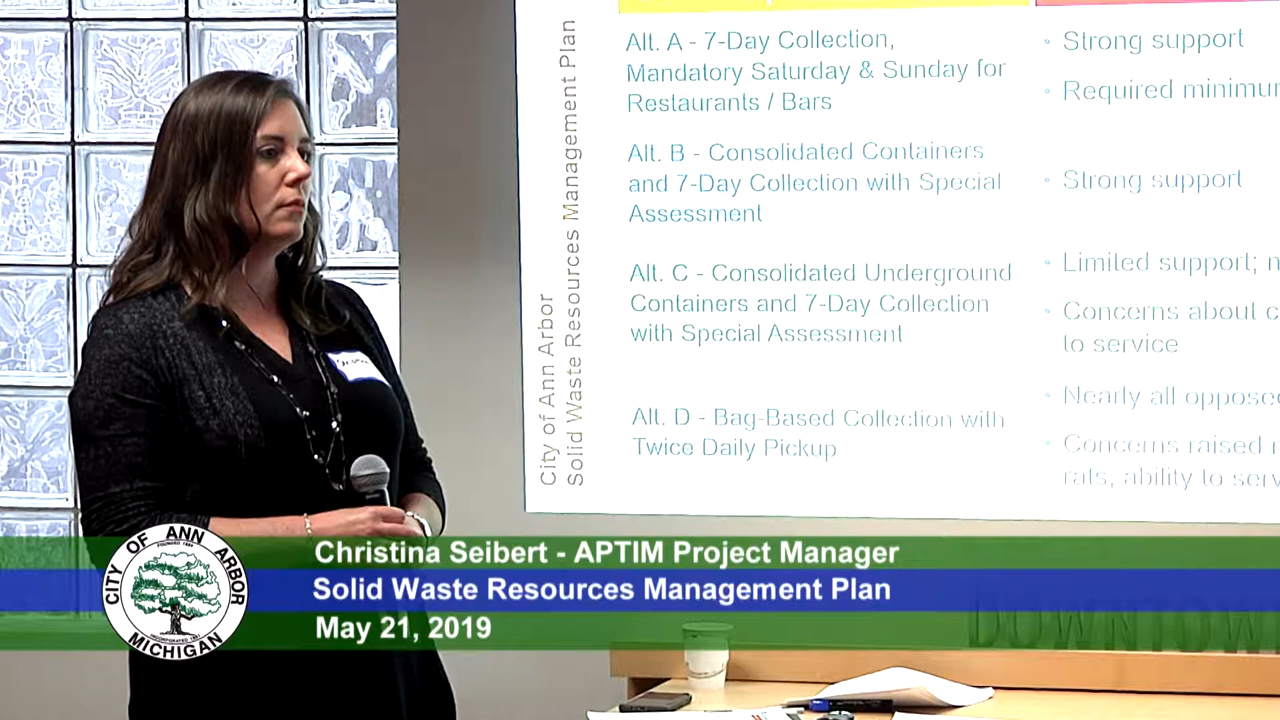 City of Ann Arbor
Solid Waste Resources Management Plan
Alt. A - 7-Day Collection,
Mandatory Saturday & Sunday for
Restaurants / Bars
• Strong support
• Required
Alt. B - Consolidated Containers
and 7-Day Collection with Special
Assessment
• Strong support
Alt. C - Consolidated Underground
Containers and 7-Day Collection
with Special Assessment
• Limited support;
• Concerns about
to service
Alt. D - Bag-Based Collection with
Twice Daily Pickup
• Nearly all
• Concerns raised
rats, ability to
CITY OF ANN ARBOR
MICHIGAN
Christina Seibert - APTIM Project Manager
Solid Waste Resources Management Plan
May 21, 2019